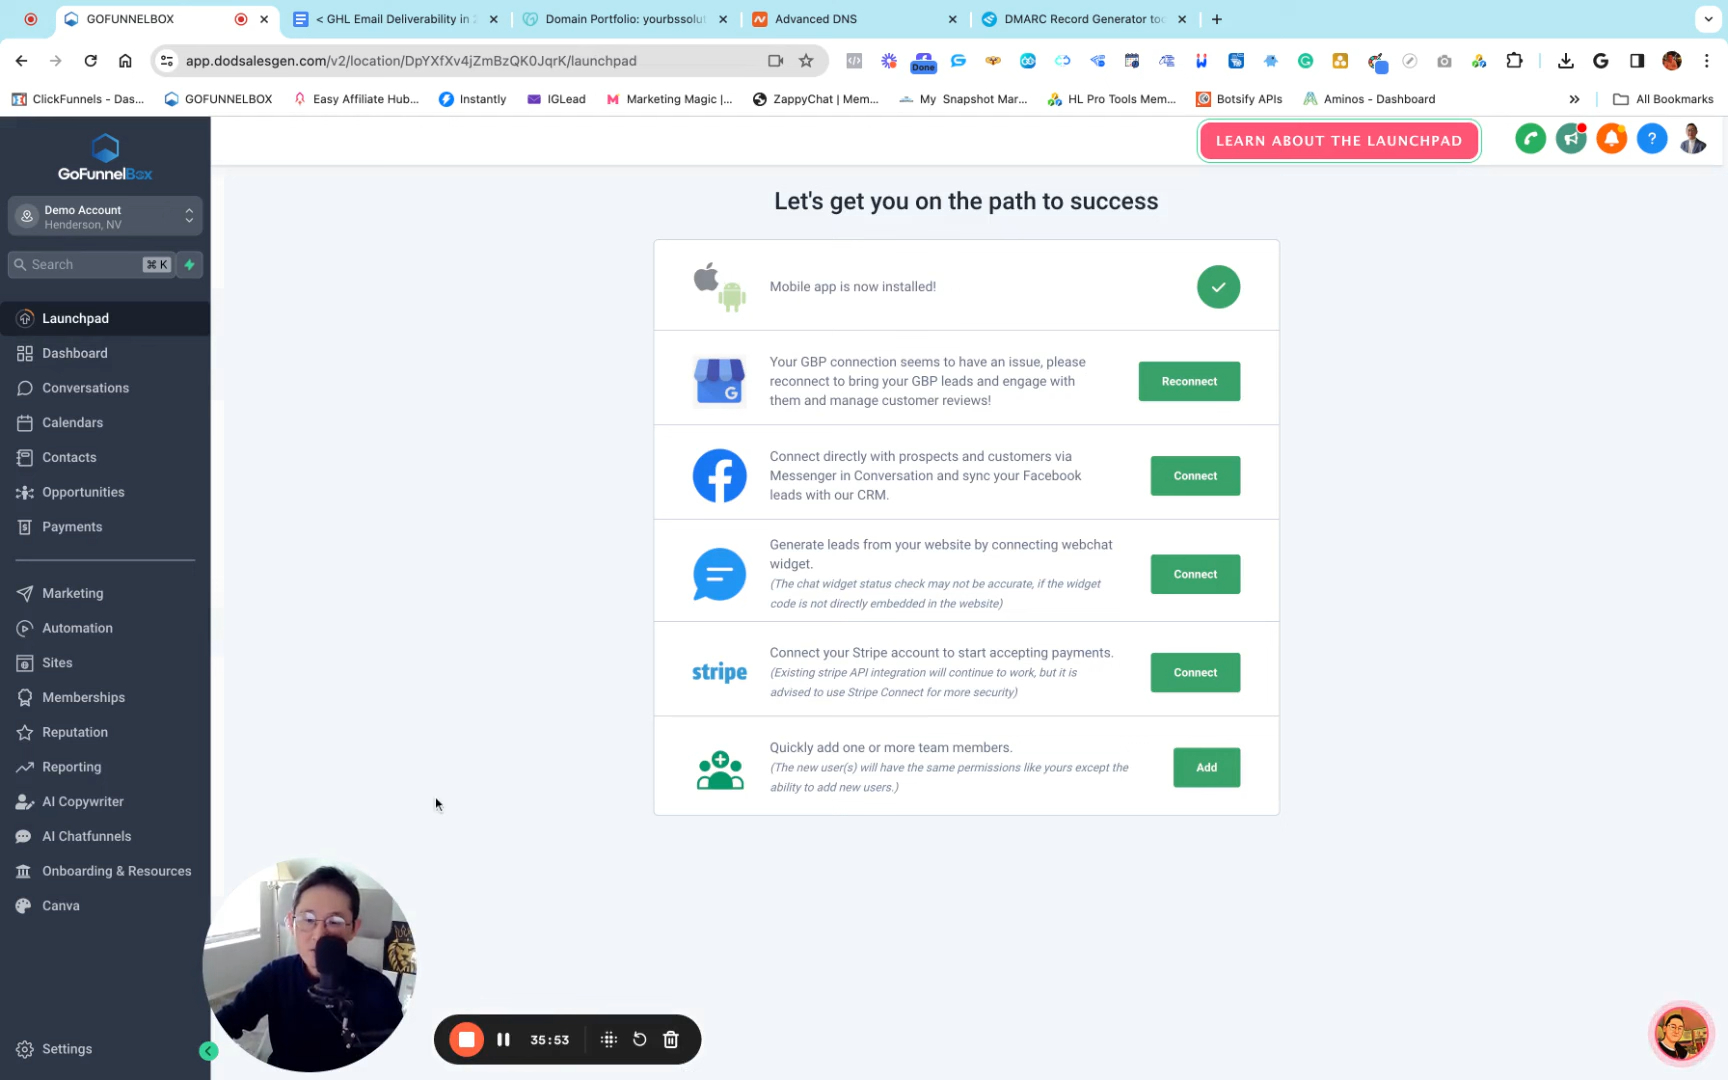 GOFUNNELBOX
< GHL Email Deliverability in 2
Domain Portfolio: yourbssolut
Advanced DNS
DMARC Record Generator too
app.dodsalesgen.com/v2/location/DpYXfXv4jZmBzQK0JqrK/launchpad
Done
ClickFunnels - Das...
GOFUNNELBOX
Easy Affiliate Hub...
Instantly
IGLead
Marketing Magic |...
ZappyChat | Mem...
My Snapshot Mar...
HL Pro Tools Mem...
Botsify APIs
Aminos - Dashboard
All Bookmarks
GoFunnelBox
Demo Account
Henderson, NV
Search
⌘ K
Launchpad
Dashboard
Conversations
Calendars
Contacts
Opportunities
Payments
Marketing
Automation
Sites
Memberships
Reputation
Reporting
AI Copywriter
AI Chatfunnels
Onboarding & Resources
Canva
Settings
LEARN ABOUT THE LAUNCHPAD
Let's get you on the path to success
Mobile app is now installed!
Your GBP connection seems to have an issue, please
reconnect to bring your GBP leads and engage with
them and manage customer reviews!
Reconnect
Connect directly with prospects and customers via
Messenger in Conversation and sync your Facebook
leads with our CRM.
Connect
Generate leads from your website by connecting webchat
widget.
(The chat widget status check may not be accurate, if the widget
code is not directly embedded in the website)
Connect
stripe
Connect your Stripe account to start accepting payments.
(Existing stripe API integration will continue to work, but it is
advised to use Stripe Connect for more security)
Connect
Quickly add one or more team members.
(The new user(s) will have the same permissions like yours except the
ability to add new users.)
Add
35:53